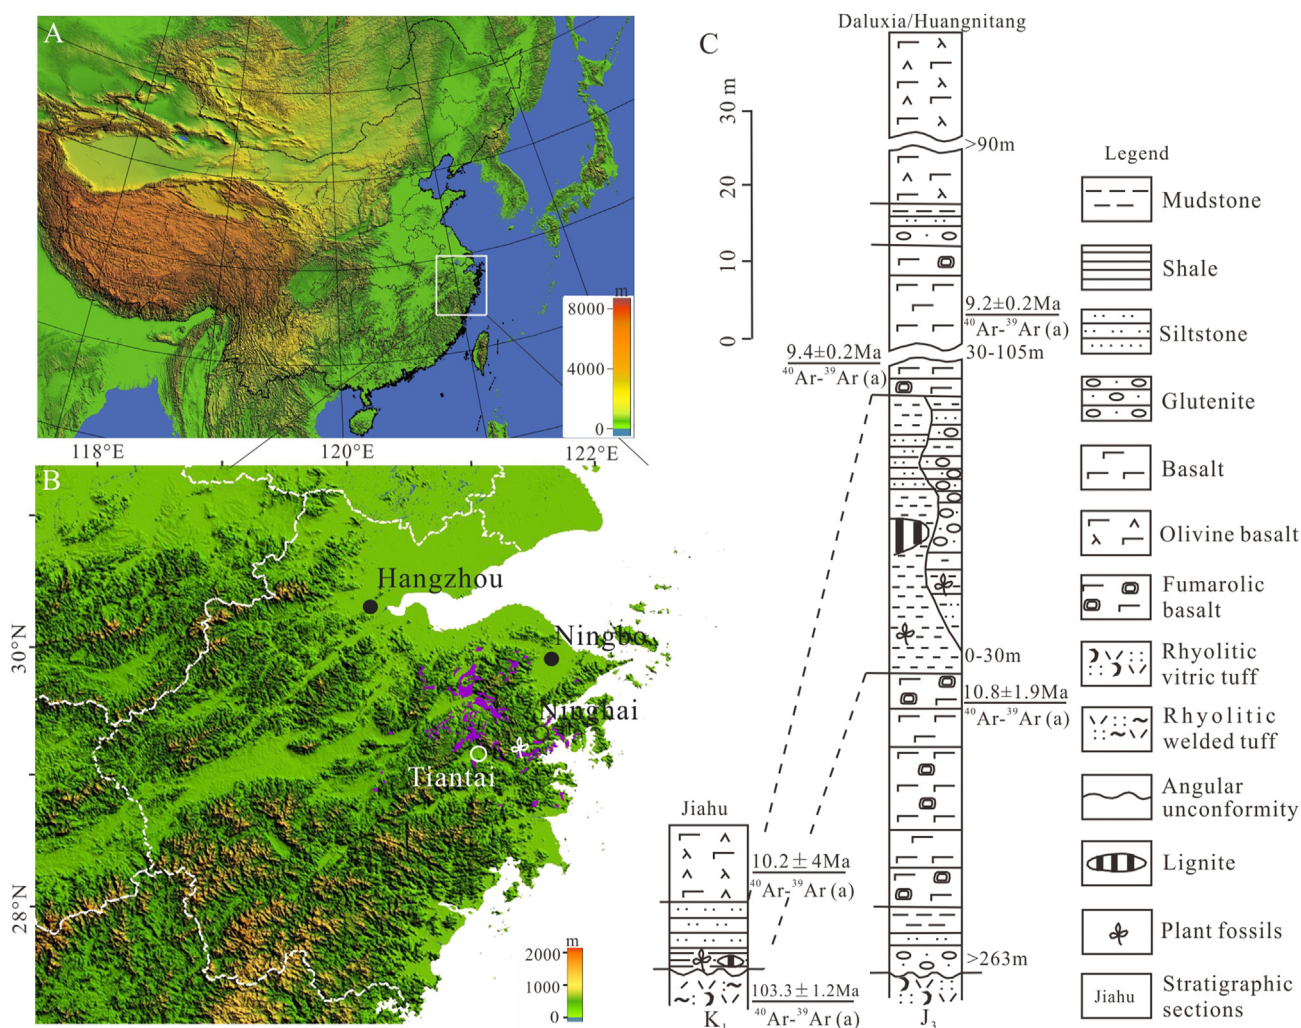 A
m
8000
4000
0
118°E
120°E
122°E
B
30°N
28°N
Hangzhou
Ningbo
Ninghai
Tiantai
m
2000
1000
0
C
Daluxia/Huangnitang
30 m
20
10
0
>90m
9.2±0.2Ma
40Ar-39Ar (a)
30-105m
9.4±0.2Ma
40Ar-39Ar (a)
0-30m
10.8±1.9Ma
40Ar-39Ar (a)
>263m
J3
Jiahu
10.2±4Ma
40Ar-39Ar (a)
103.3±1.2Ma
40Ar-39Ar (a)
K1
Legend
Mudstone
Shale
Siltstone
Glutenite
Basalt
Olivine basalt
Fumarolic
basalt
Rhyolitic
vitric tuff
Rhyolitic
welded tuff
Angular
unconformity
Lignite
Plant fossils
Jiahu
Stratigraphic
sections